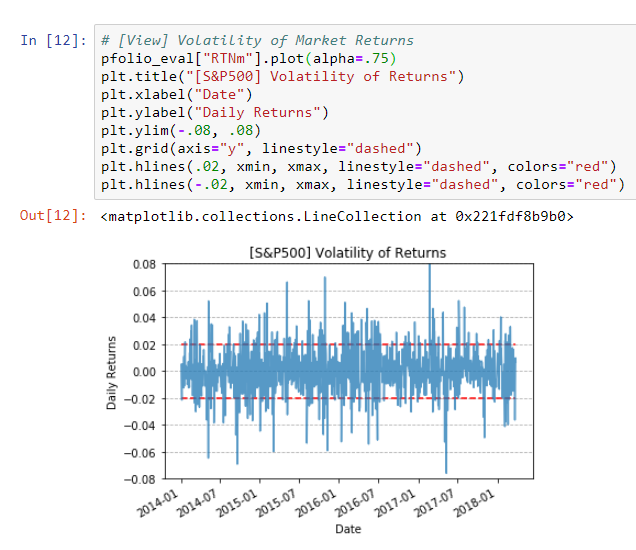 In [12]: # [View] Volatility of Market Returns
pfolio_eval["RTNm"].plot(alpha=.75)
plt.title("[S&P500] Volatility of Returns")
plt.xlabel("Date")
plt.ylabel("Daily Returns")
plt.ylim(-.08, .08)
plt.grid(axis="y", linestyle="dashed")
plt.hlines(.02, xmin, xmax, linestyle="dashed", colors="red")
plt.hlines(-.02, xmin, xmax, linestyle="dashed", colors="red")
Out[12]: <matplotlib.collections.LineCollection at 0x221fdf8b9b0>
[S&P500] Volatility of Returns
Daily Returns
0.08
0.06
0.04
0.02
0.00
−0.02
−0.04
−0.06
−0.08
2014-01 2014-07 2015-01 2015-07 2016-01 2016-07 2017-01 2017-07 2018-01
Date